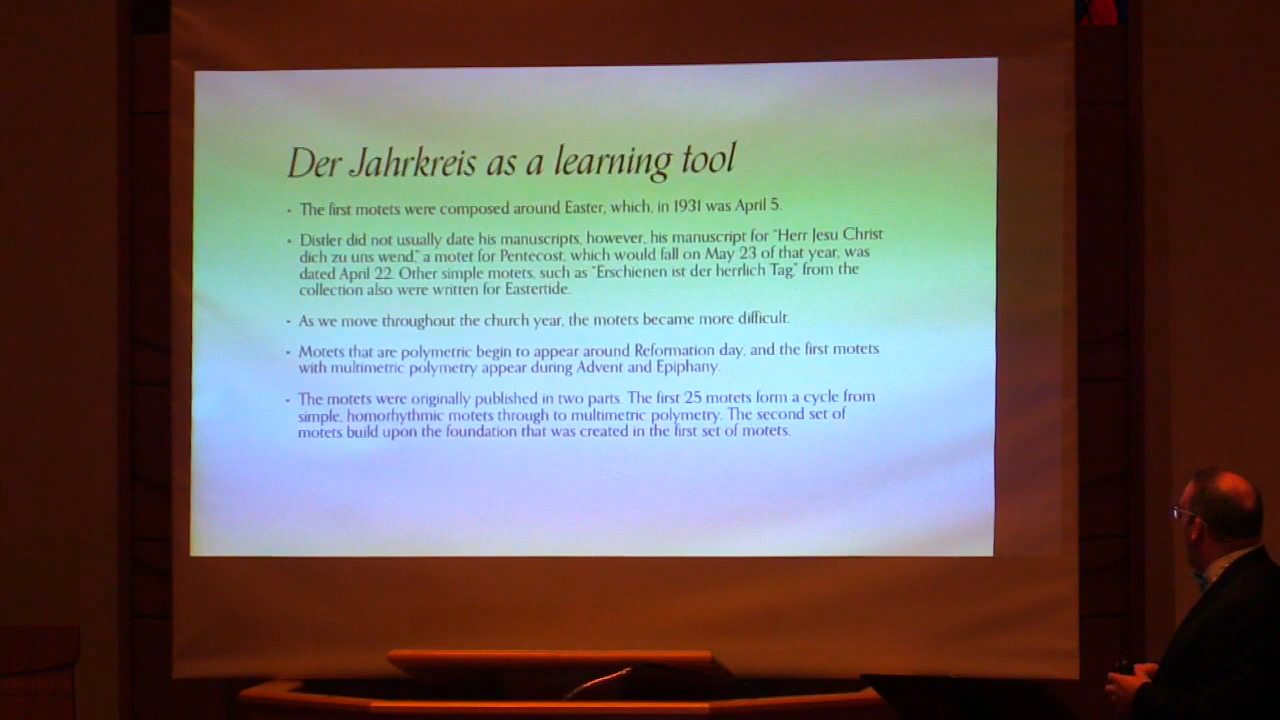 Der Jahrkreis as a learning tool
• The first motets were composed around Easter, which, in 1931 was April 5.
• Distler did not usually date his manuscripts, however, his manuscript for "Herr Jesu Christ
dich zu uns wend," a motet for Pentecost, which would fall on May 23 of that year, was
dated April 22. Other simple motets, such as "Erschienen ist der herrlich Tag," from the
collection also were written for Eastertide.
• As we move throughout the church year, the motets became more difficult.
• Motets that are polymetric begin to appear around Reformation day, and the first motets
with multimetric polymetry appear during Advent and Epiphany.
• The motets were originally published in two parts. The first 25 motets form a cycle from
simple, homorhythmic motets through to multimetric polymetry. The second set of
motets build upon the foundation that was created in the first set of motets.